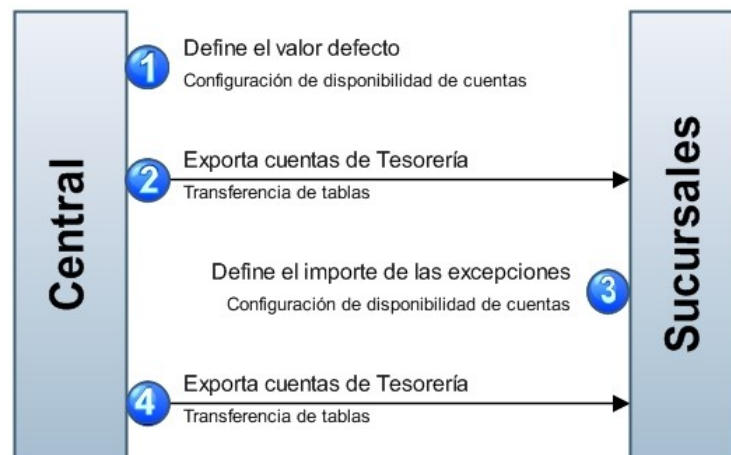 Central
Sucursales
1
Define el valor defecto
Configuración de disponibilidad de cuentas
2
Exporta cuentas de Tesorería
Transferencia de tablas
Define el importe de las excepciones
3
Configuración de disponibilidad de cuentas
4
Exporta cuentas de Tesorería
Transferencia de tablas